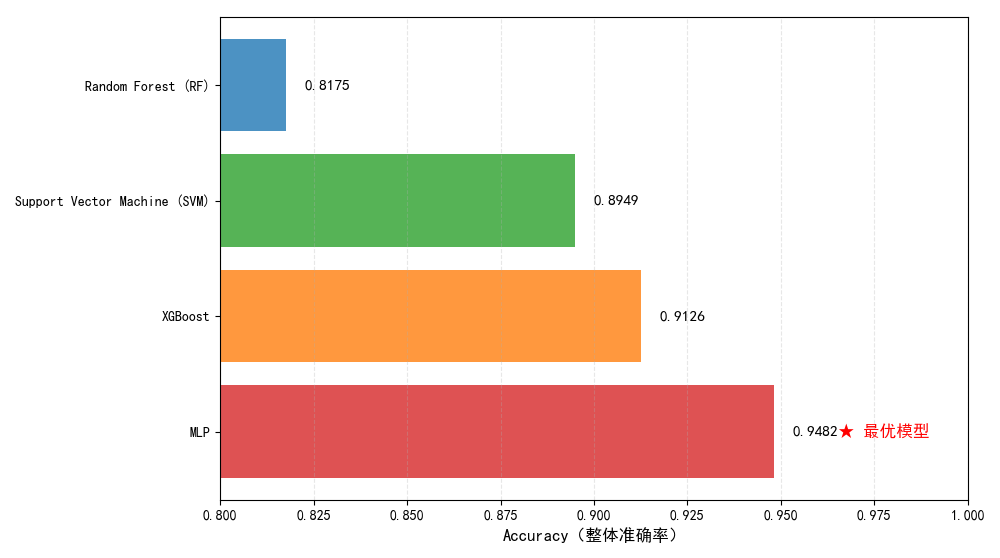 Random Forest (RF)
0.8175
Support Vector Machine (SVM)
0.8949
XGBoost
0.9126
MLP
0.9482★ 最优模型
0.800 0.825 0.850 0.875 0.900 0.925 0.950 0.975 1.000
Accuracy（整体准确率）